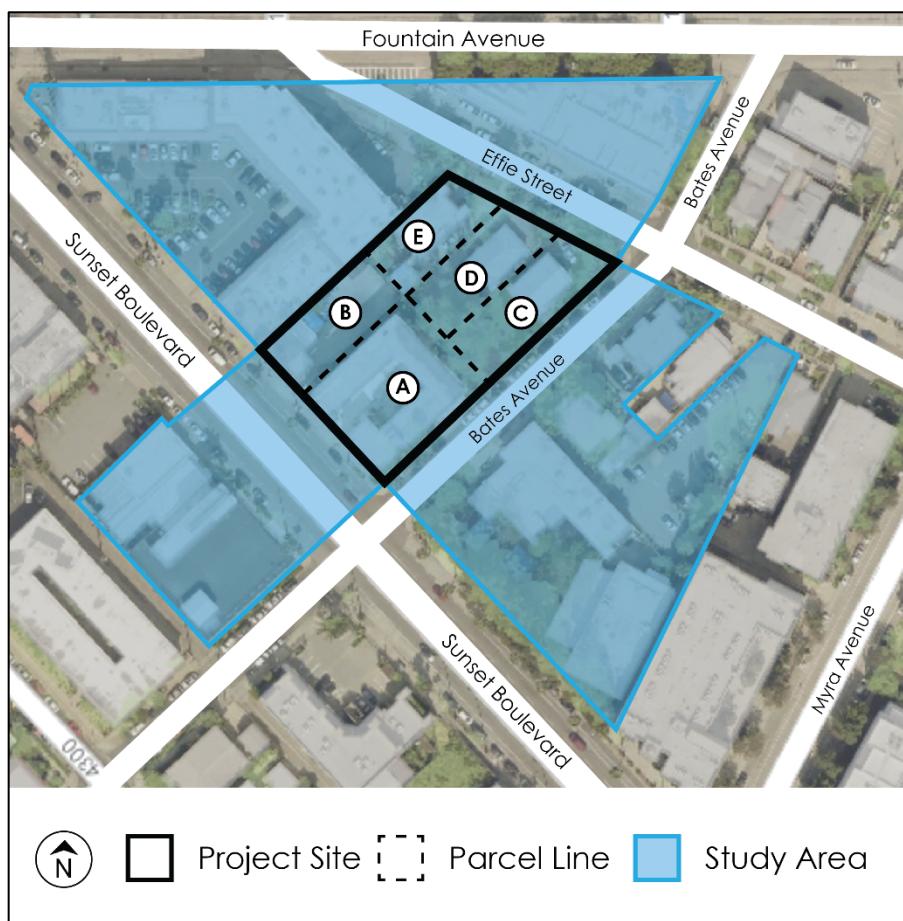 Fountain Avenue
Effie Street
Bates Avenue
Sunset Boulevard
E
D
B
C
A
Bates Avenue
Sunset Boulevard
Myra Avenue
4300
N
Project Site
Parcel Line
Study Area